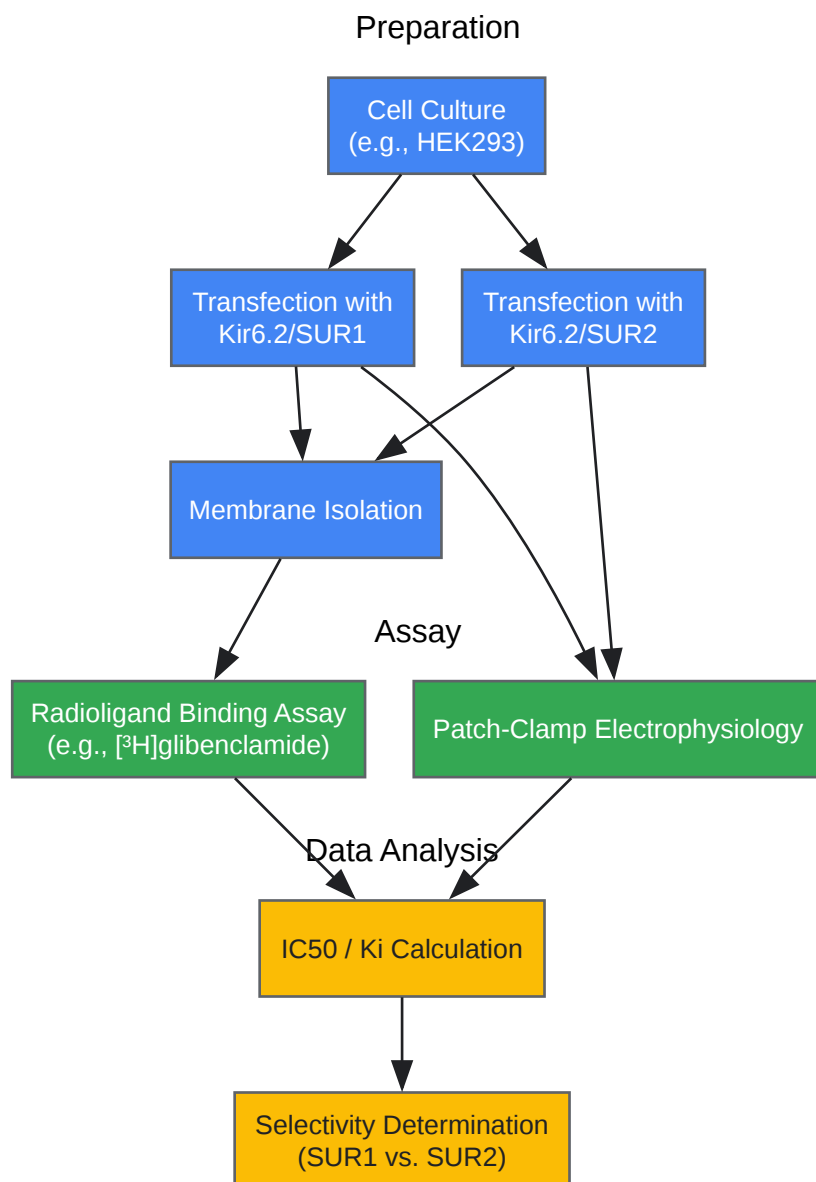 Preparation
Cell Culture
(e.g., HEK293)
Transfection with
Kir6.2/SUR1
Transfection with
Kir6.2/SUR2
Membrane Isolation
Assay
Radioligand Binding Assay
(e.g., [³H]glibenclamide)
Patch-Clamp Electrophysiology
Data Analysis
IC50 / Ki Calculation
Selectivity Determination
(SUR1 vs. SUR2)